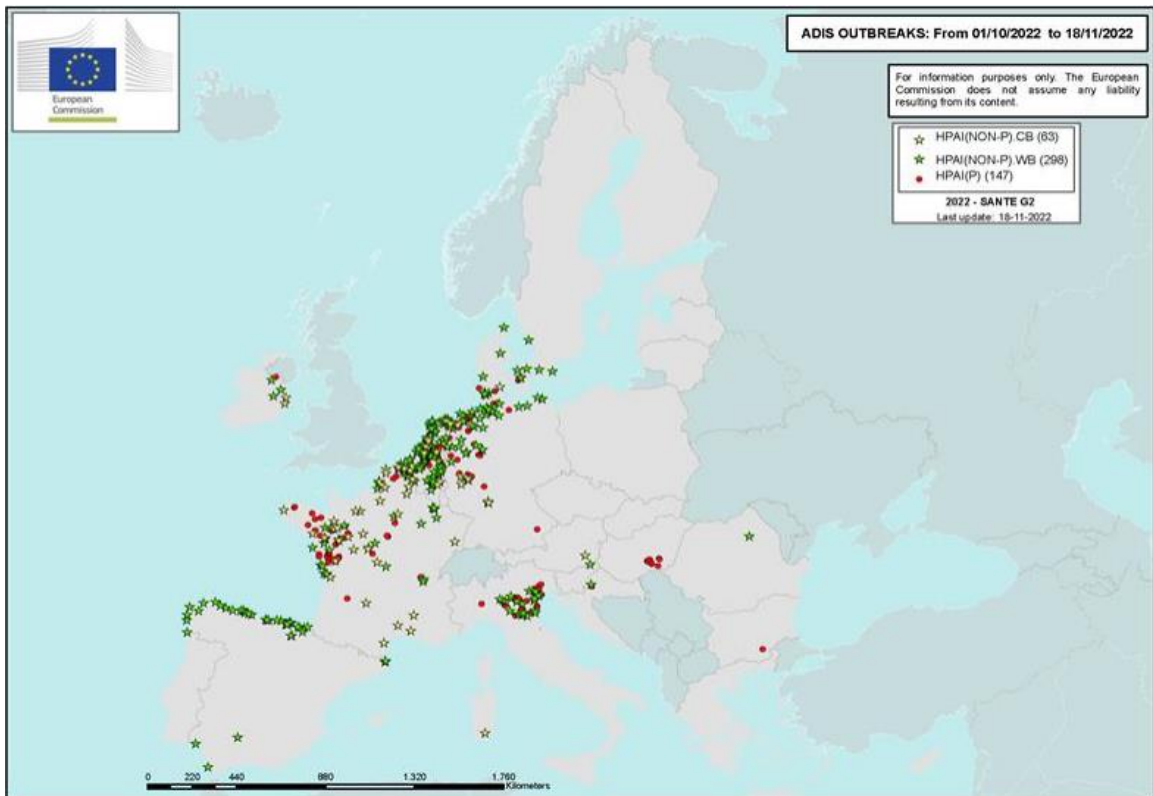 European
Commission
ADIS OUTBREAKS: From 01/10/2022 to 18/11/2022
For information purposes only. The European
Commission does not assume any liability
resulting from its content.
HPAI(NON-P).CB (63)
HPAI(NON-P).WB (298)
HPAI(P) (147)
2022 - SANTE G2
Last update: 18-11-2022
0 220 440 880 1.320 1.760
Kilometers